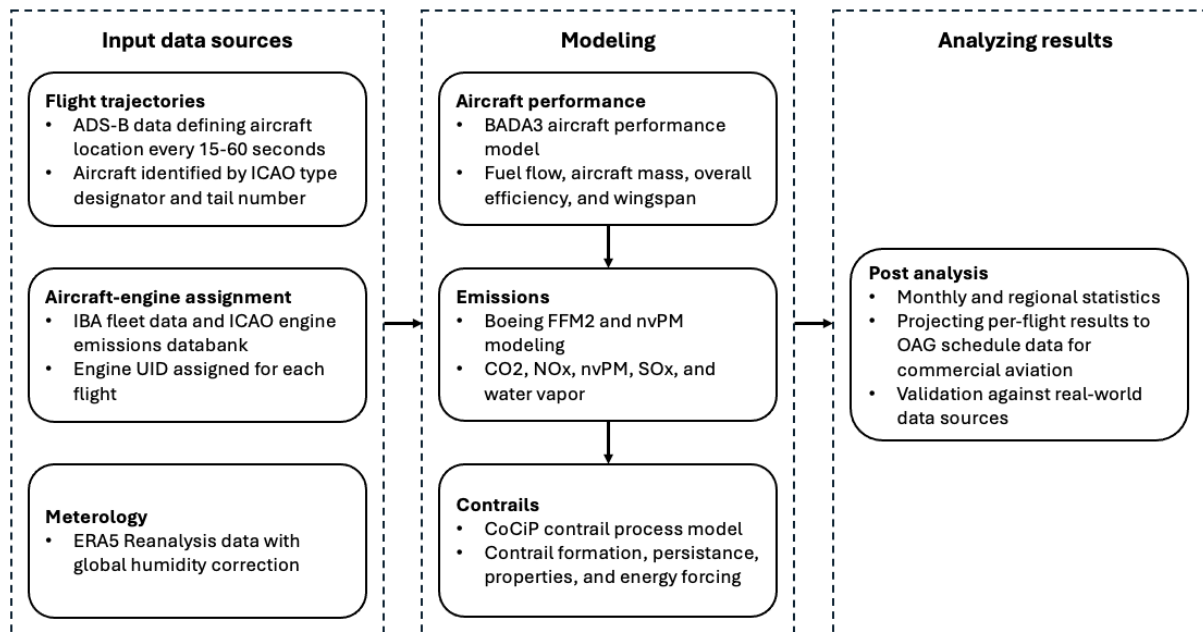 Input data sources
Flight trajectories
• ADS-B data defining aircraft
location every 15-60 seconds
• Aircraft identified by ICAO type
designator and tail number
Aircraft-engine assignment
• IBA fleet data and ICAO engine
emissions databank
• Engine UID assigned for each
flight
Meterology
• ERA5 Reanalysis data with
global humidity correction
Modeling
Aircraft performance
• BADA3 aircraft performance
model
• Fuel flow, aircraft mass, overall
efficiency, and wingspan
Emissions
• Boeing FFM2 and nvPM
modeling
• CO2, NOx, nvPM, SOx, and
water vapor
Contrails
• CoCiP contrail process model
• Contrail formation, persistance,
properties, and energy forcing
Analyzing results
Post analysis
• Monthly and regional statistics
• Projecting per-flight results to
OAG schedule data for
commercial aviation
• Validation against real-world
data sources